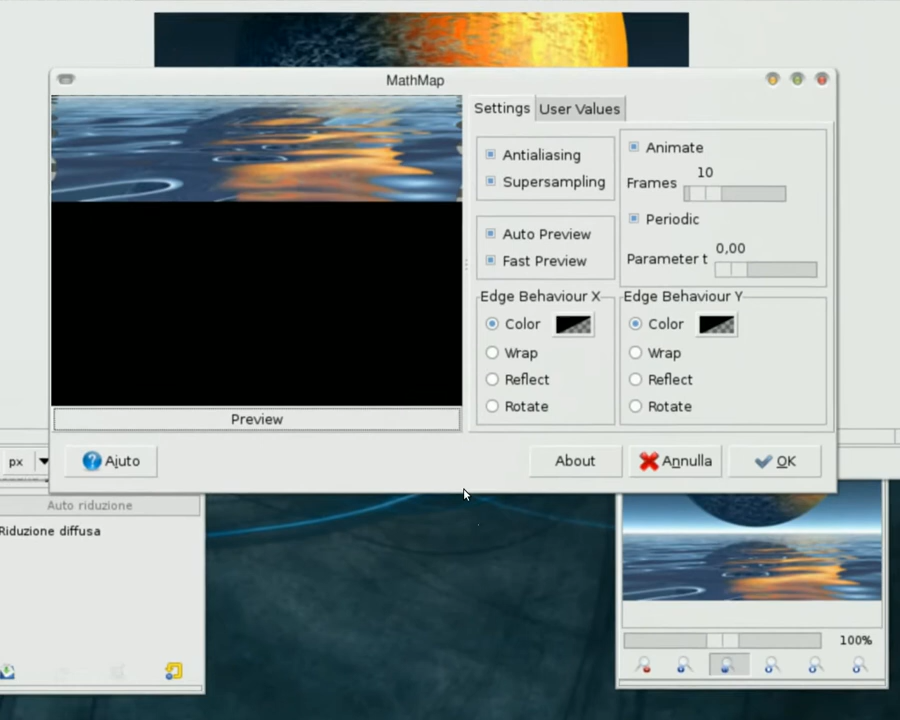 MathMap
Settings
User Values
Antialiasing
Supersampling
Animate
10
Frames
Periodic
Auto Preview
Fast Preview
0,00
Parameter t
Edge Behaviour X
Edge Behaviour Y
Color
Color
Wrap
Wrap
Reflect
Reflect
Rotate
Rotate
Preview
px
Aiuto
About
Annulla
OK
Auto riduzione
Riduzione diffusa
100%